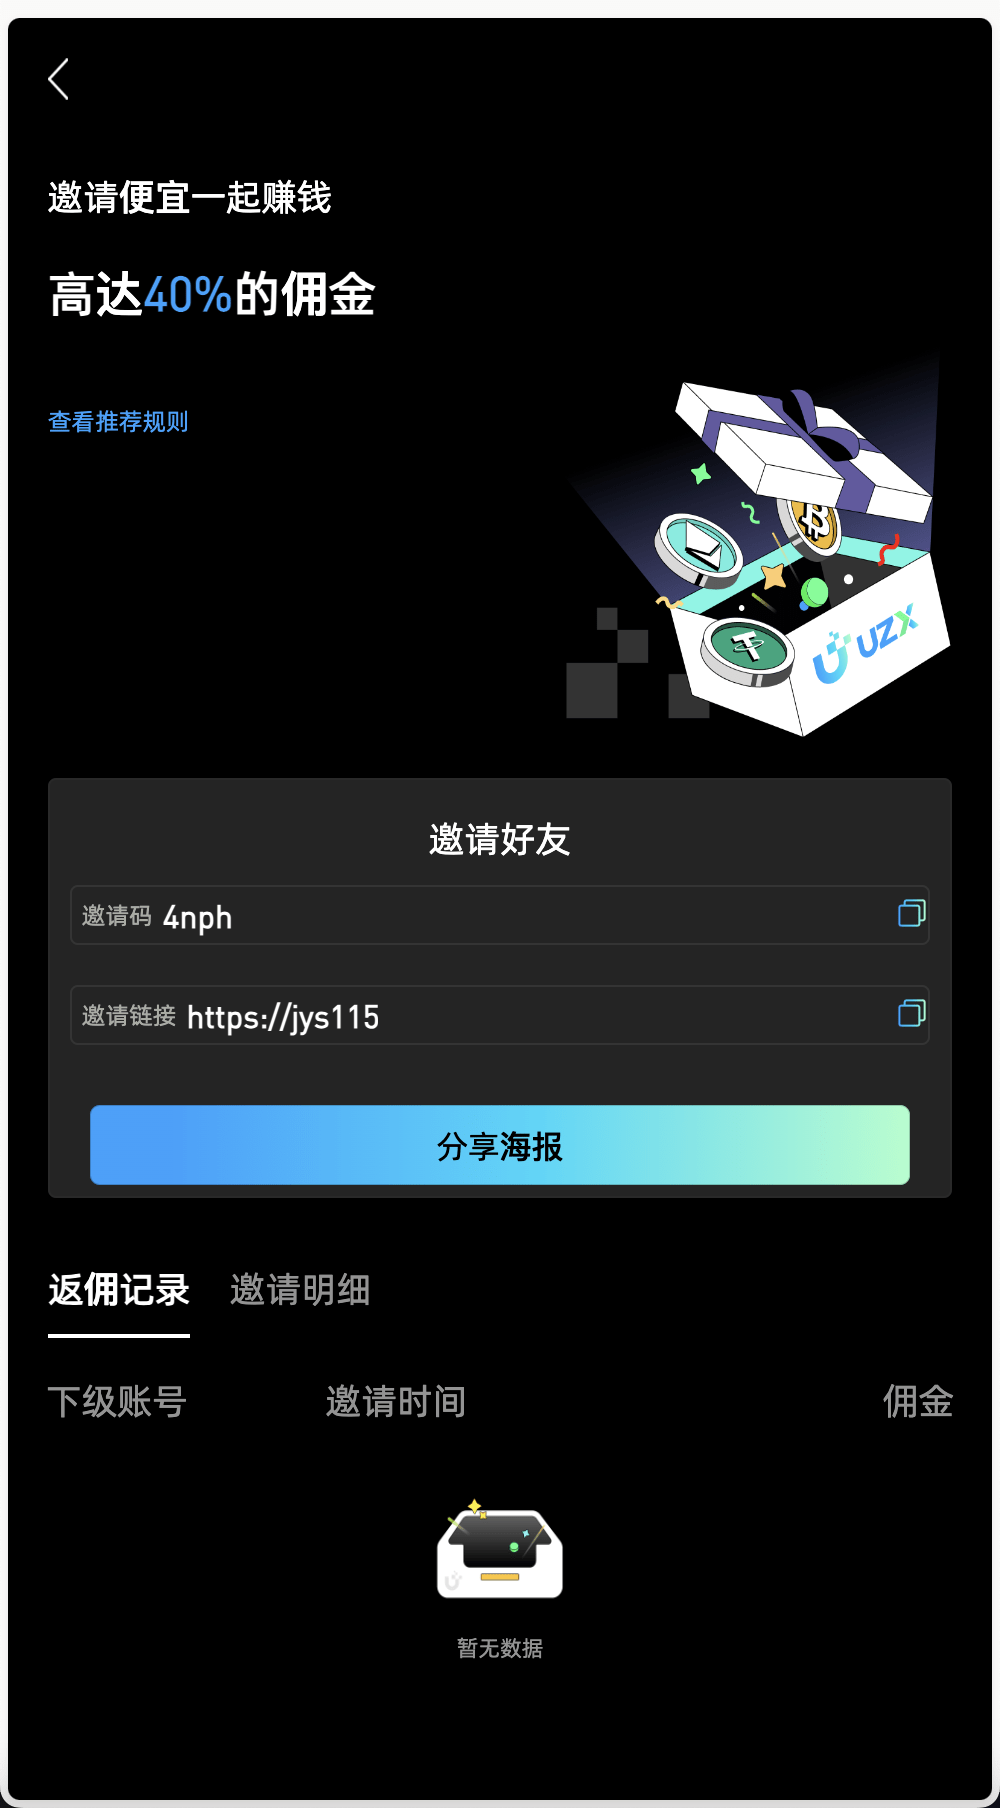 邀请便宜一起赚钱
高达40%的佣金
查看推荐规则
UZX
邀请好友
邀请码 4nph
邀请链接 https://jys115
分享海报
返佣记录 邀请明细
下级账号 邀请时间 佣金
暂无数据